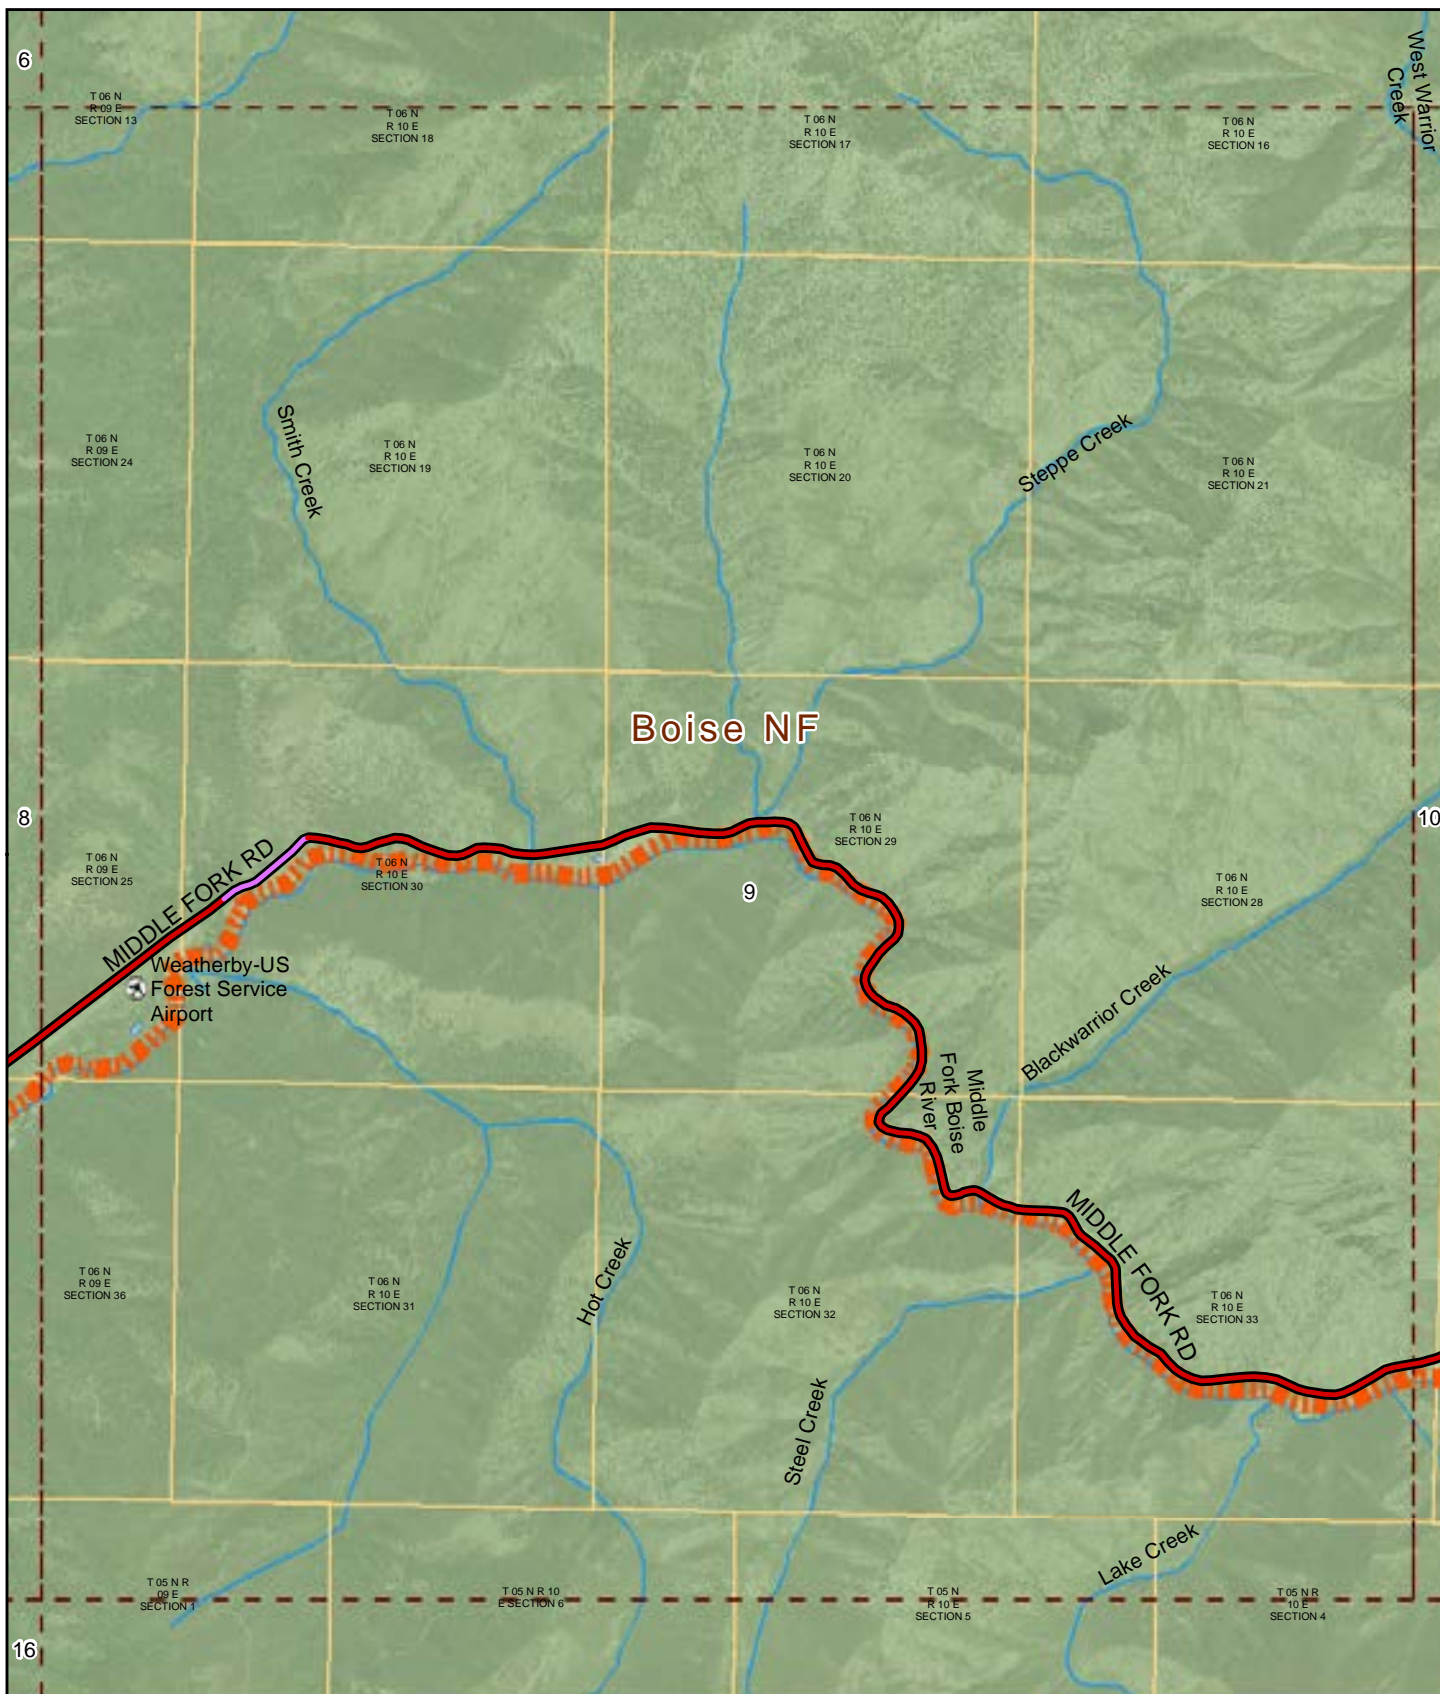 6
West Warrior
Creek
T 06 N
R 09 E
SECTION 13
T 06 N
R 10 E
SECTION 18
T 06 N
R 10 E
SECTION 17
T 06 N
R 10 E
SECTION 16
Smith Creek
Steppe Creek
T 06 N
R 09 E
SECTION 24
T 06 N
R 10 E
SECTION 19
T 06 N
R 10 E
SECTION 20
T 06 N
R 10 E
SECTION 21
Boise NF
8
10
T 06 N
R 10 E
SECTION 29
MIDDLE FORK RD
T 06 N
R 09 E
SECTION 25
T 06 N
R 10 E
SECTION 30
9
T 06 N
R 10 E
SECTION 28
Weatherby-US
Forest Service
Airport
Blackwarrior Creek
Middle
Fork Boise
River
MIDDLE FORK RD
T 06 N
R 09 E
SECTION 36
T 06 N
R 10 E
SECTION 31
Hot Creek
T 06 N
R 10 E
SECTION 32
T 06 N
R 10 E
SECTION 33
Steel Creek
Lake Creek
T 05 N R
09 E
SECTION 1
T 05 N R 10
E SECTION 6
T 05 N
R 10 E
SECTION 5
T 05 N R
10 E
SECTION 4
16